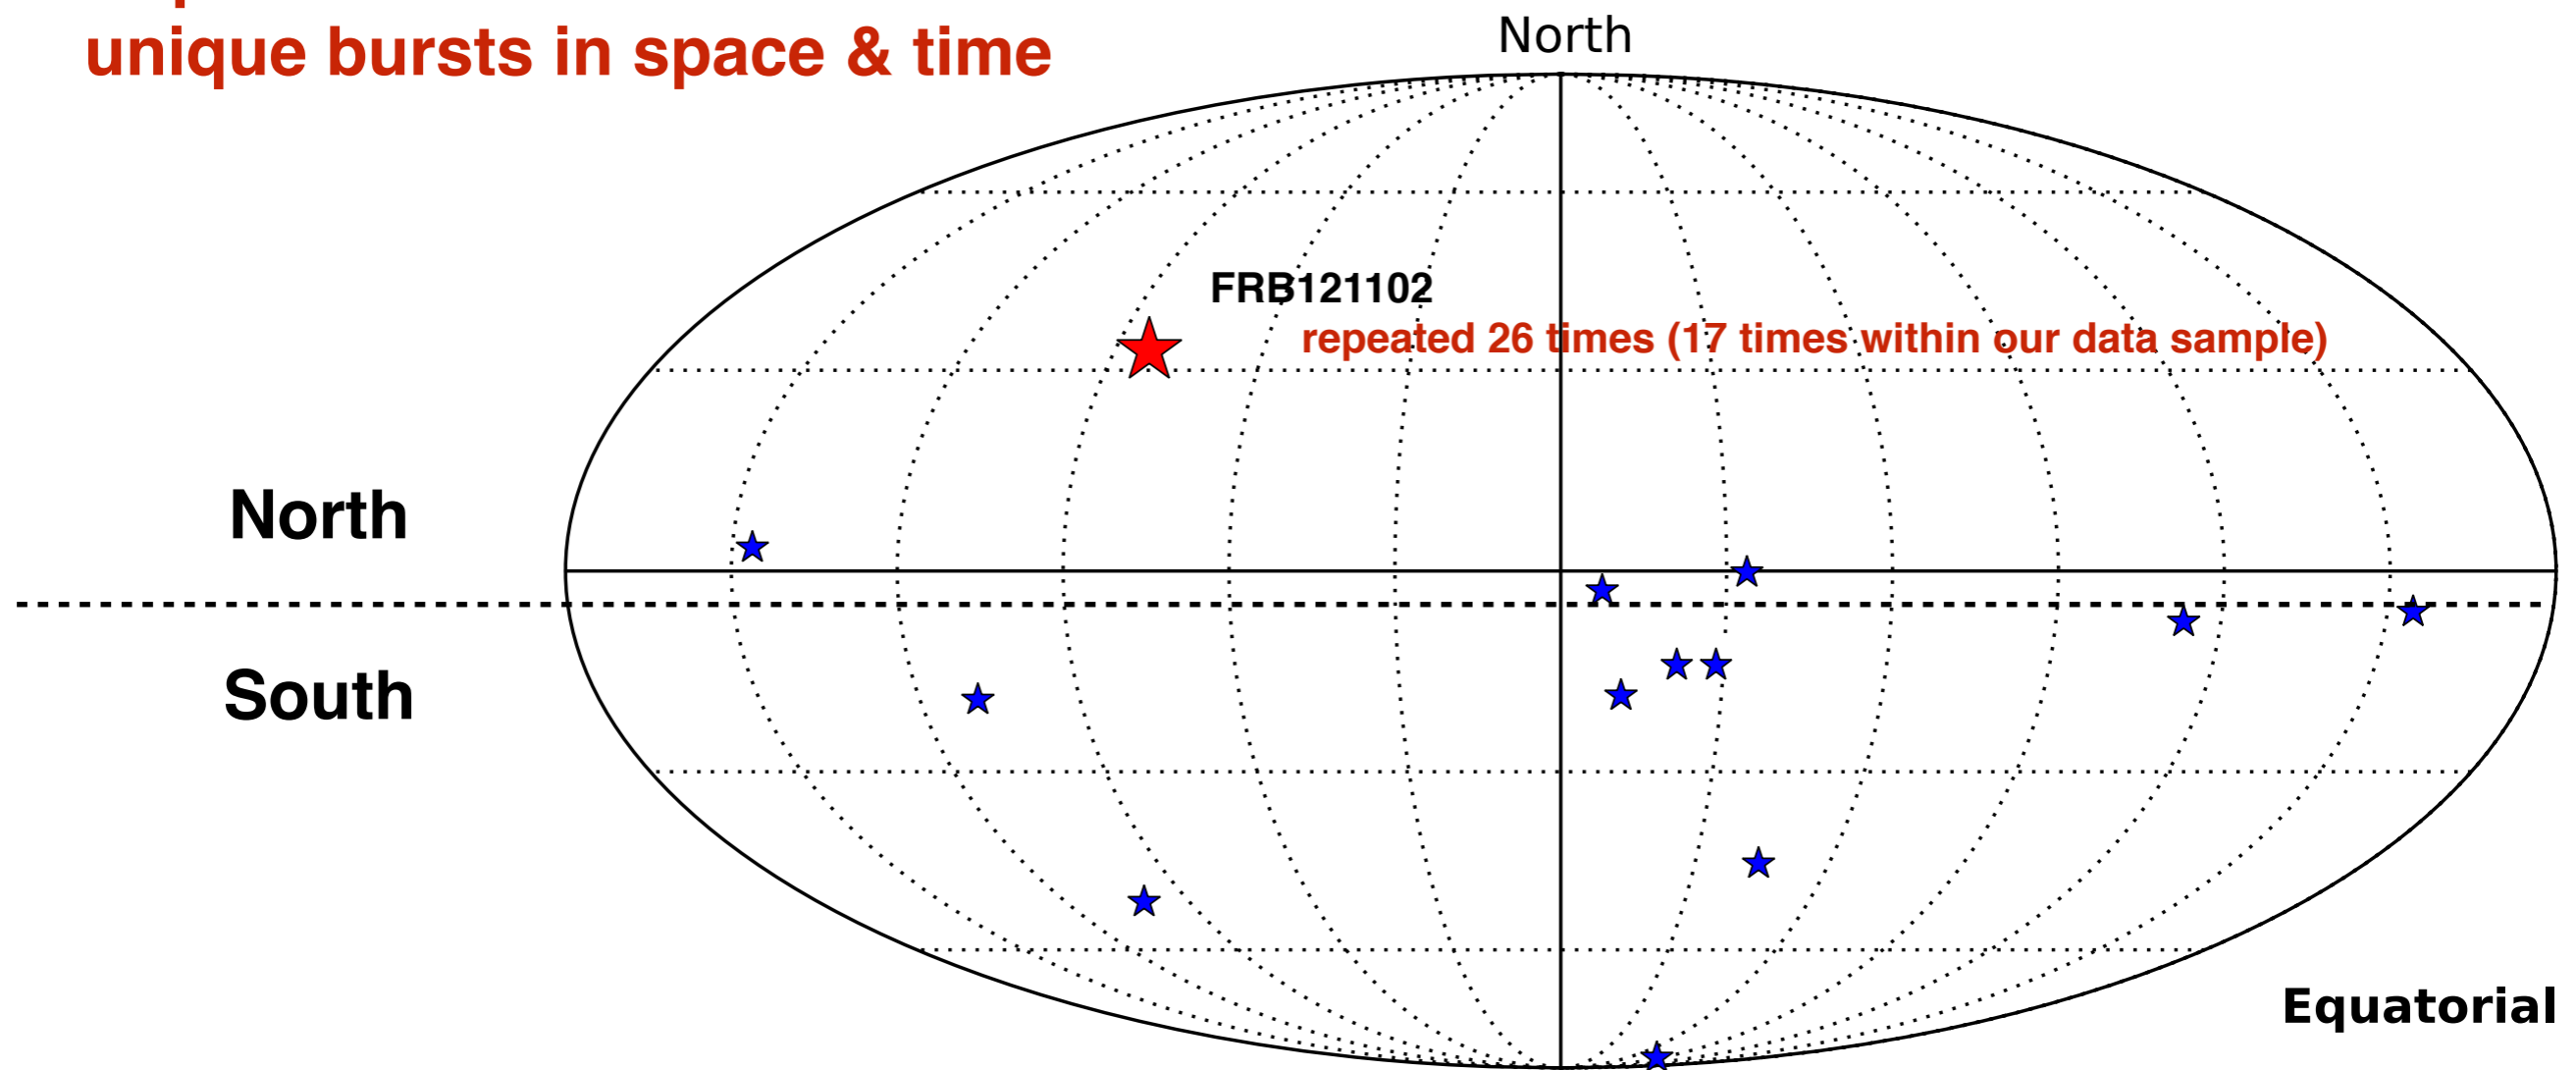 unique bursts in space & time
North
FRB121102
repeated 26 times (17 times within our data sample)
North
South
Equatorial